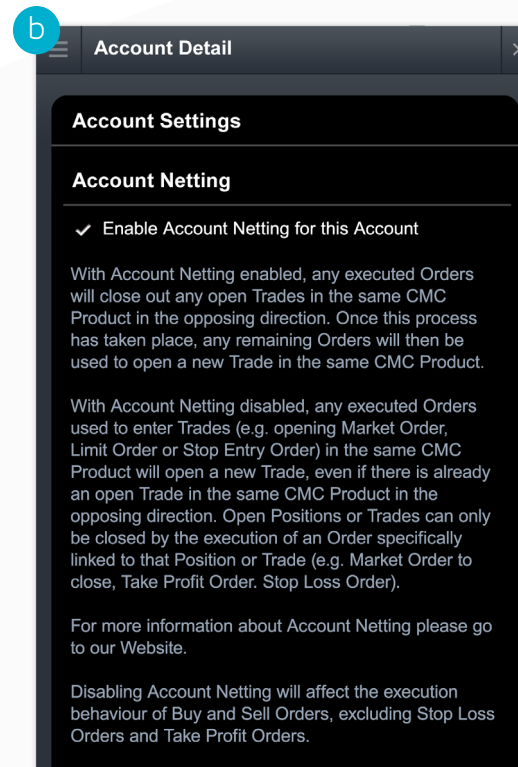 b
Account Detail
Account Settings
Account Netting
Enable Account Netting for this Account
With Account Netting enabled, any executed Orders
will close out any open Trades in the same CMC
Product in the opposing direction. Once this process
has taken place, any remaining Orders will then be
used to open a new Trade in the same CMC Product.
With Account Netting disabled, any executed Orders
used to enter Trades (e.g. opening Market Order,
Limit Order or Stop Entry Order) in the same CMC
Product will open a new Trade, even if there is already
an open Trade in the same CMC Product in the
opposing direction. Open Positions or Trades can only
be closed by the execution of an Order specifically
linked to that Position or Trade (e.g. Market Order to
close, Take Profit Order. Stop Loss Order).
For more information about Account Netting please go
to our Website.
Disabling Account Netting will affect the execution
behaviour of Buy and Sell Orders, excluding Stop Loss
Orders and Take Profit Orders.